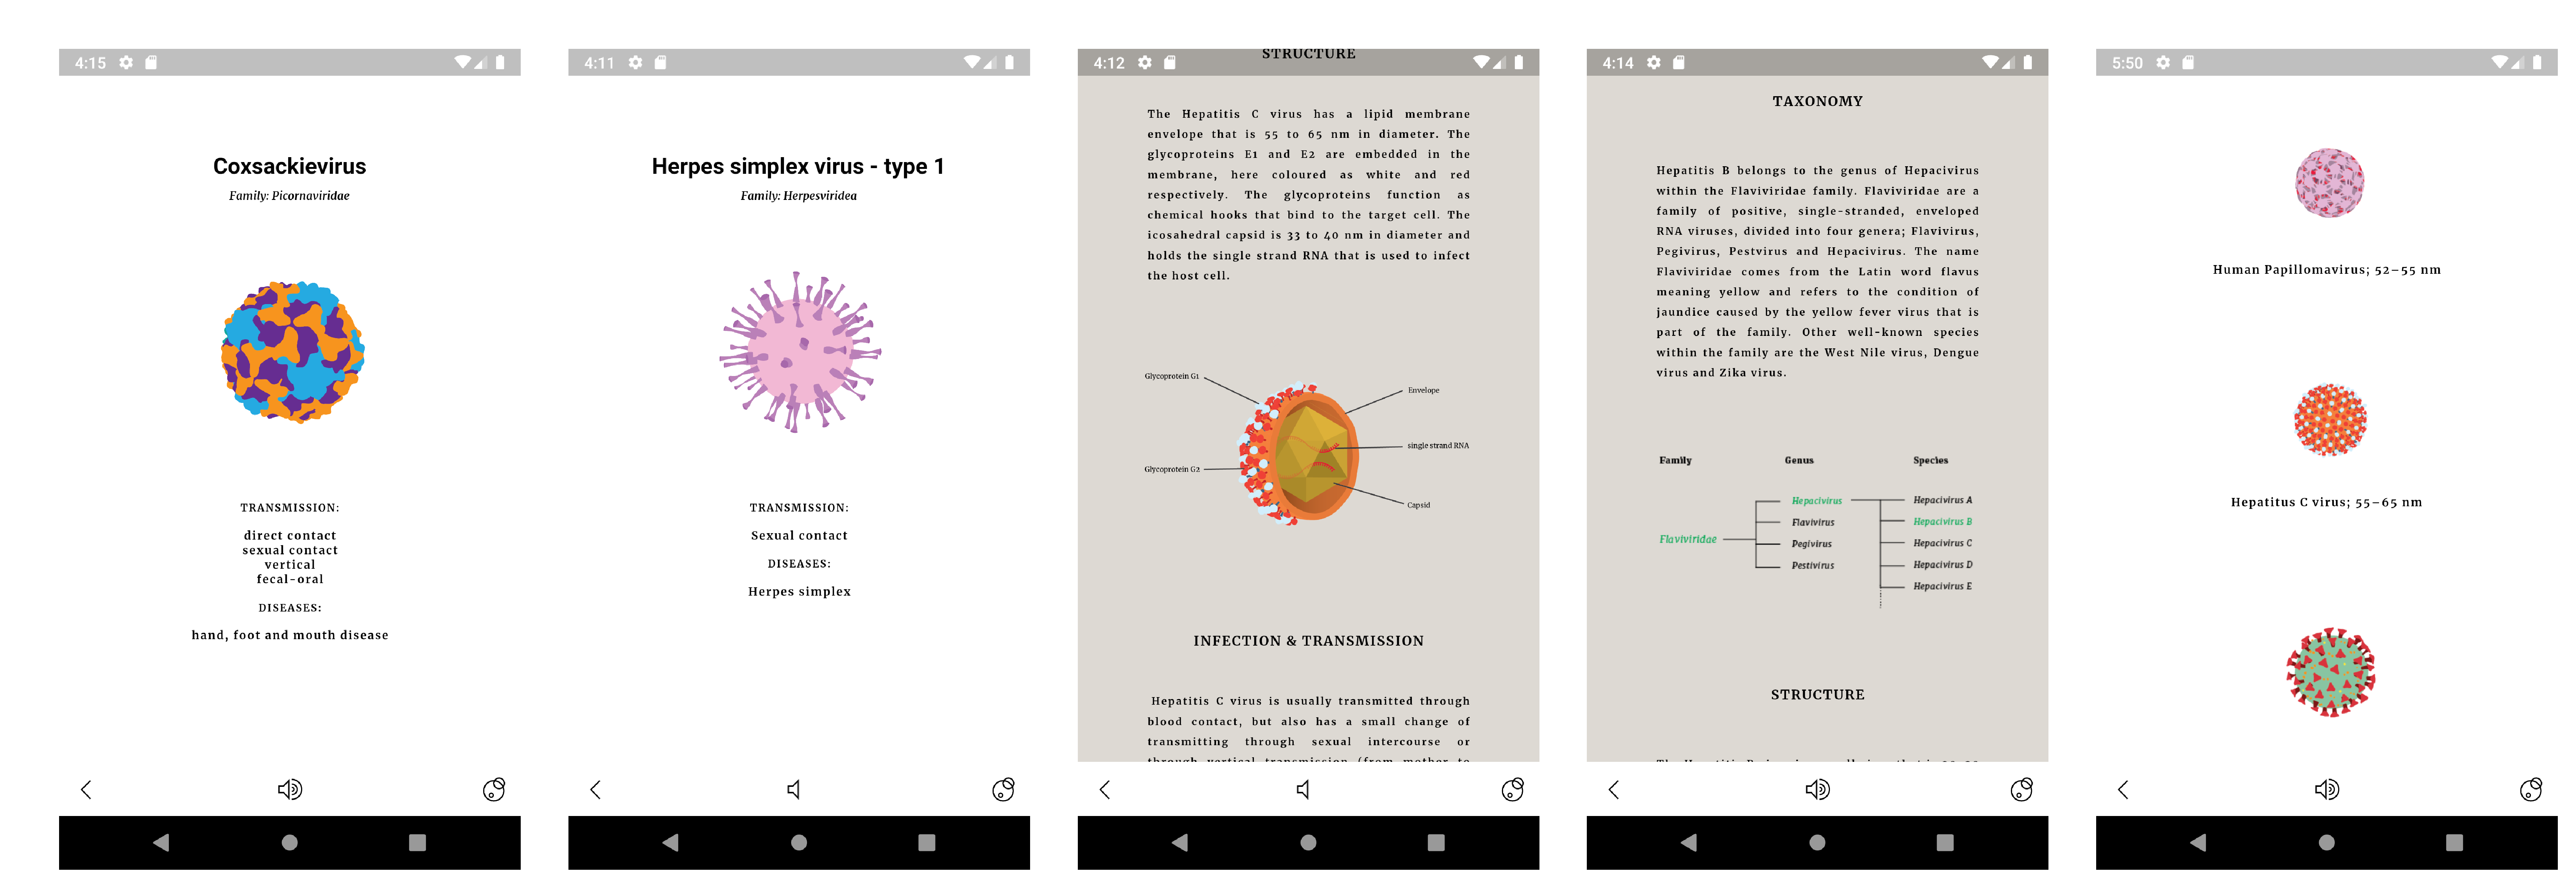 4:15
Coxsackievirus
Family: Picornaviridae
TRANSMISSION:
direct contact
sexual contact
vertical
fecal-oral
DISEASES:
hand, foot and mouth disease
4:11
Herpes simplex virus - type 1
Family: Herpesviridea
TRANSMISSION:
Sexual contact
DISEASES:
Herpes simplex
STRUCTURE
4:12
The Hepatitis C virus has a lipid membrane
envelope that is 55 to 65 nm in diameter. The
glycoproteins E1 and E2 are embedded in the
membrane, here coloured as white and red
respectively. The glycoproteins function as
chemical hooks that bind to the target cell. The
icosahedral capsid is 33 to 40 nm in diameter and
holds the single strand RNA that is used to infect
the host cell.
Glycoprotein G1
Envelope
single strand RNA
Glycoprotein G2
Capsid
INFECTION & TRANSMISSION
Hepatitis C virus is usually transmitted through
blood contact, but also has a small change of
transmitting through sexual intercourse or
through vertical transmission (from mother to
4:14
TAXONOMY
Hepatitis B belongs to the genus of Hepacivirus
within the Flaviviridae family. Flaviviridae are a
family of positive, single-stranded, enveloped
RNA viruses, divided into four genera; Flavivirus,
Pegivirus, Pestvirus and Hepacivirus. The name
Flaviviridae comes from the Latin word flavus
meaning yellow and refers to the condition of
jaundice caused by the yellow fever virus that is
part of the family. Other well-known species
within the family are the West Nile virus, Dengue
virus and Zika virus.
Family Genus Species
Hepacivirus Hepacivirus A
Flavivirus Hepacivirus B
Flaviviridae
Pegivirus Hepacivirus C
Pestivirus Hepacivirus D
Hepacivirus E
STRUCTURE
5:50
Human Papillomavirus; 52–55 nm
Hepatitus C virus; 55–65 nm